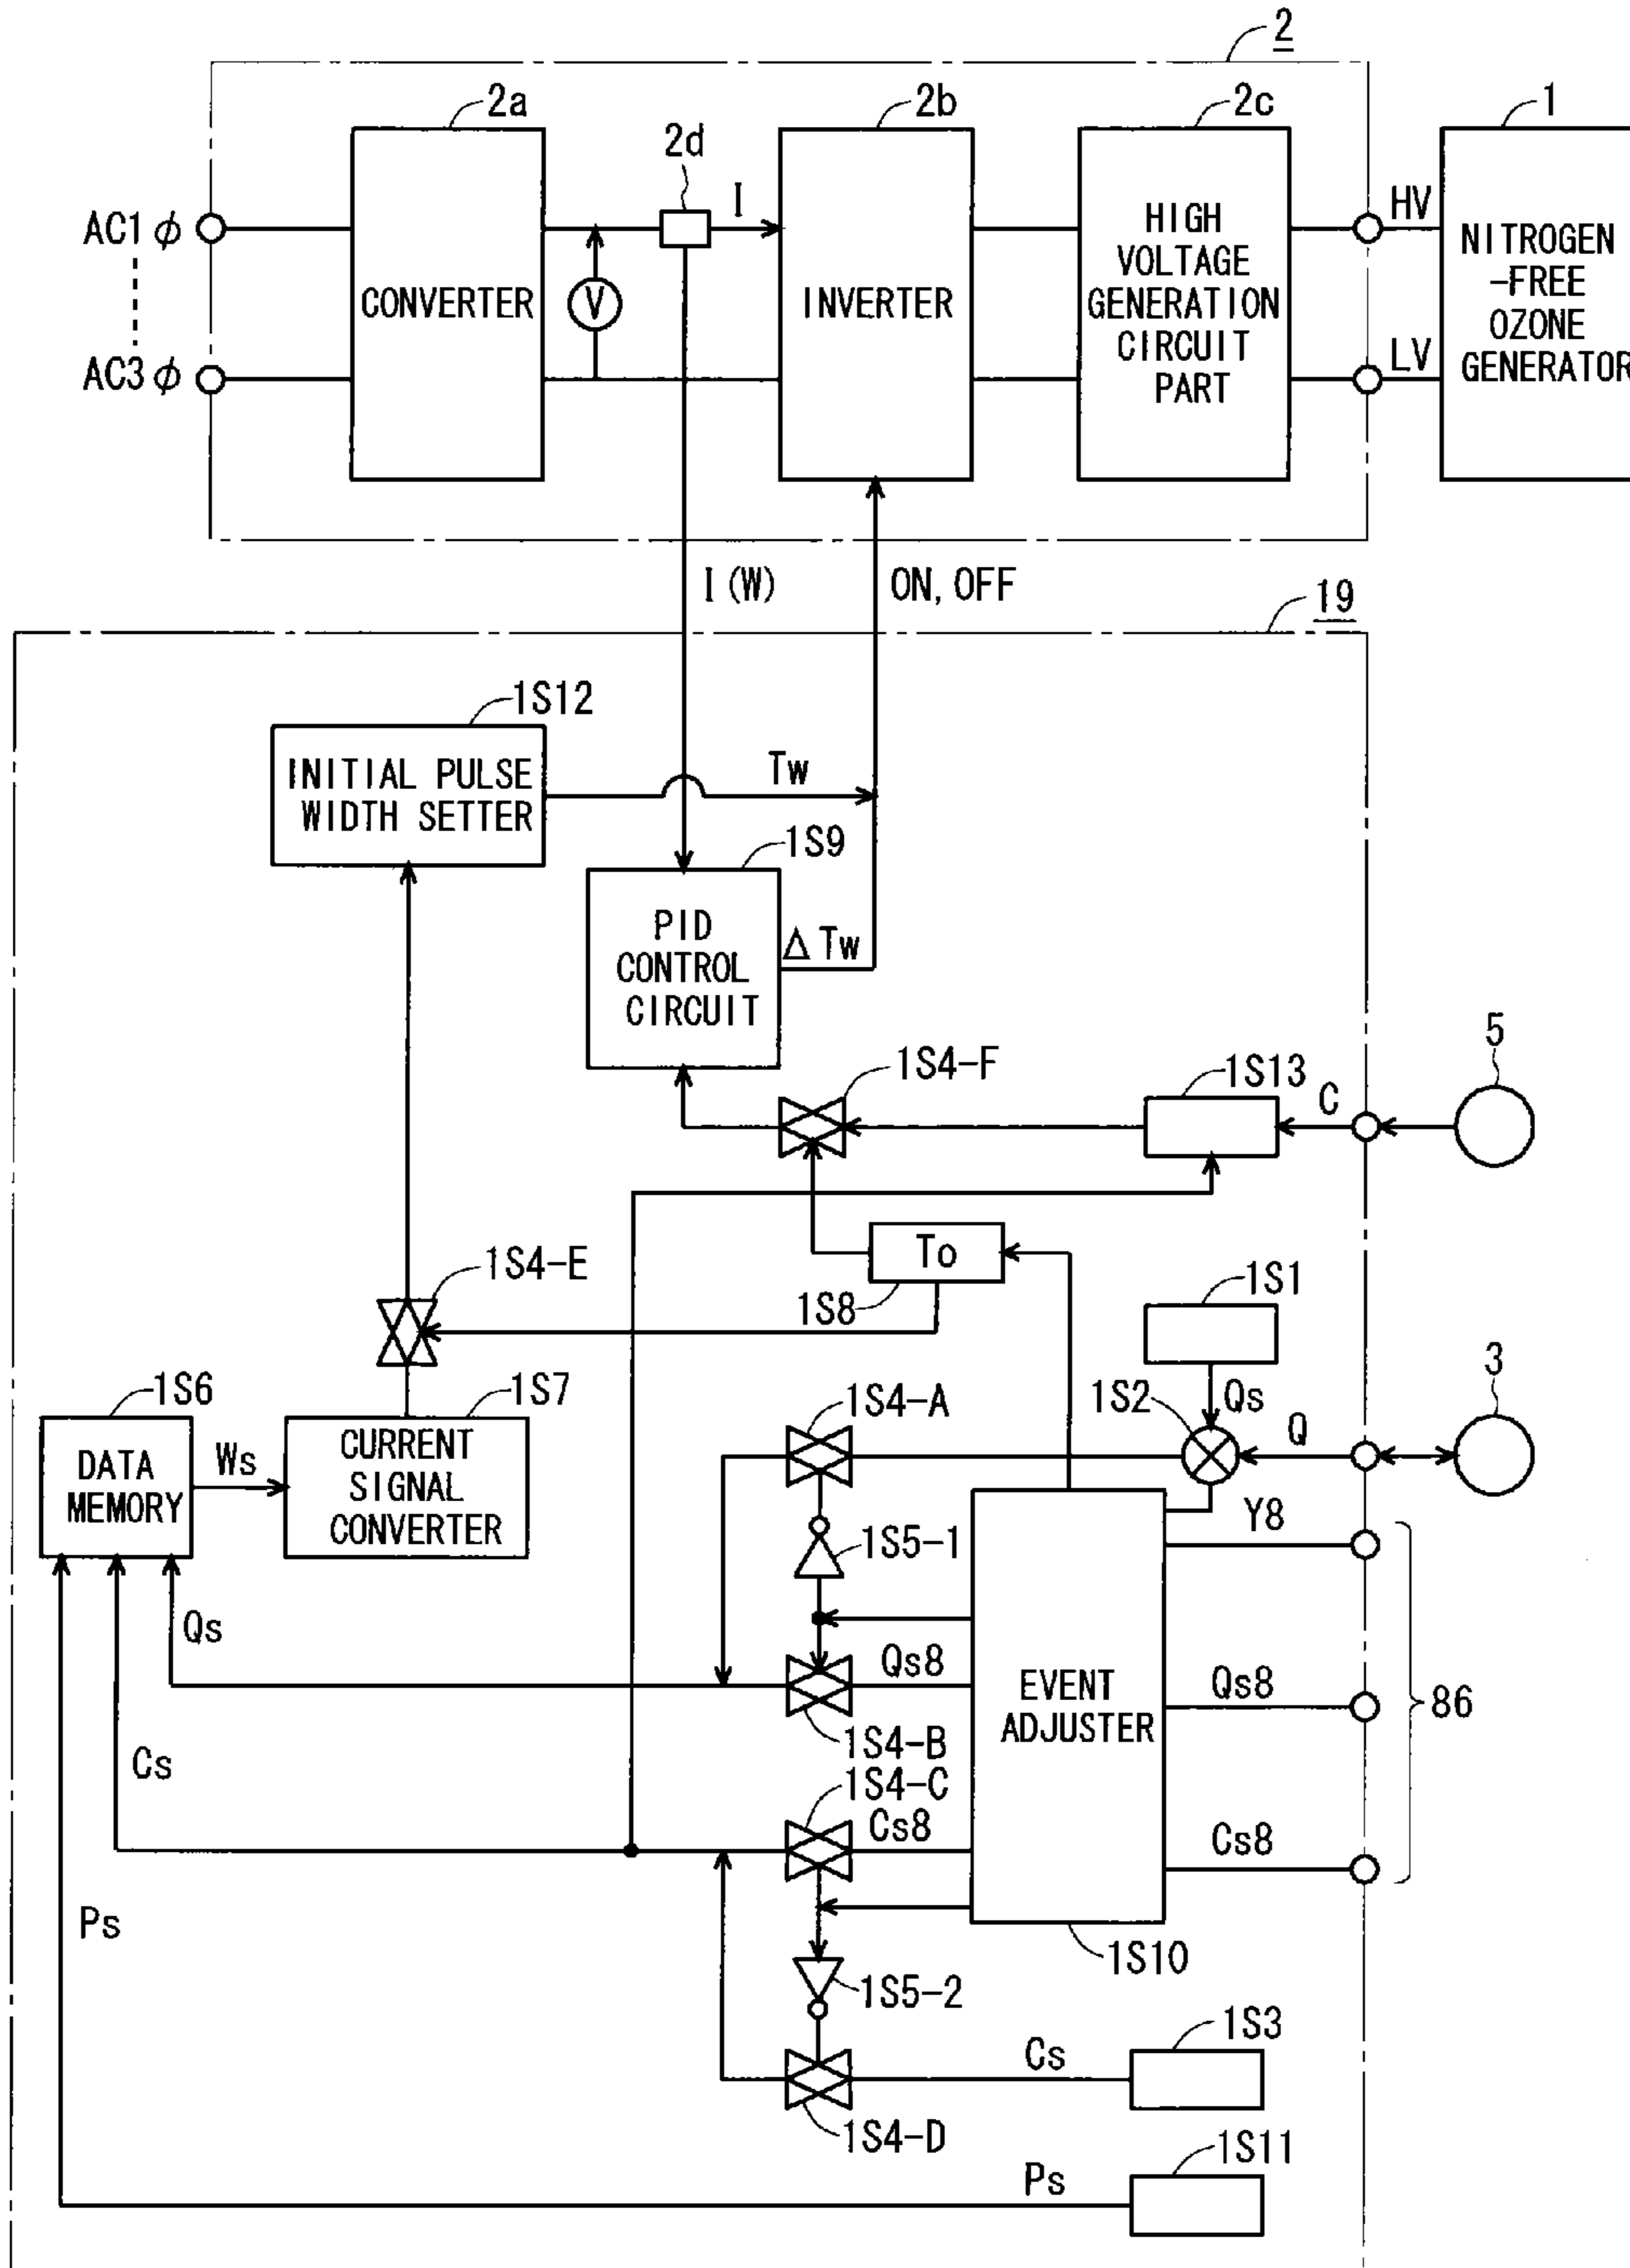 2
2a
2d
2b
2c
1
AC1 φ
AC3 φ
CONVERTER
V
I
INVERTER
HIGH
VOLTAGE
GENERATION
CIRCUIT
PART
HV
LV
NITROGEN
-FREE
OZONE
GENERATOR
I (W)
ON, OFF
19
1S12
INITIAL PULSE
WIDTH SETTER
Tw
1S9
PID
CONTROL
CIRCUIT
Δ Tw
1S4-F
1S13
C
5
1S4-E
To
1S8
1S1
1S6
DATA
MEMORY
Ws
1S7
CURRENT
SIGNAL
CONVERTER
1S4-A
1S2
Qs
Q
3
1S5-1
Y8
Qs
Qs8
1S4-B
EVENT
ADJUSTER
Qs8
86
Cs
1S4-C
Cs8
Cs8
Ps
1S10
1S5-2
1S3
Cs
1S4-D
1S11
Ps